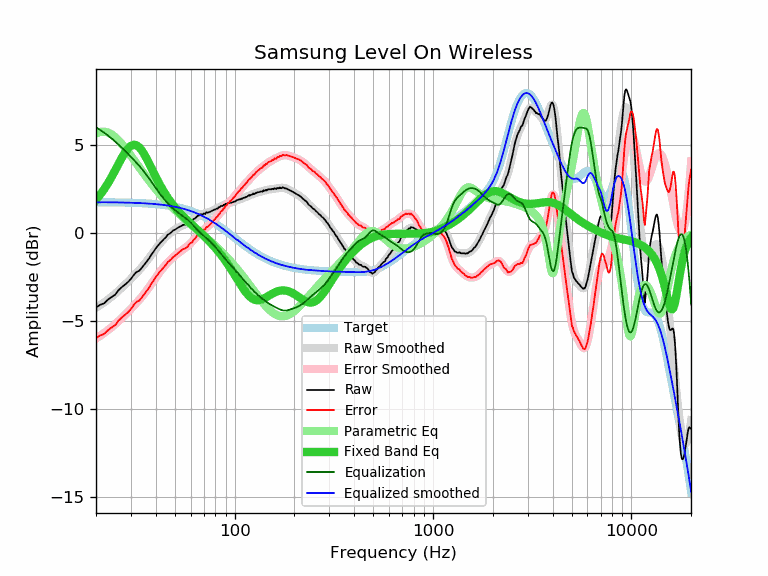 Samsung Level On Wireless
Amplitude (dBr)
5
0
−5
−10
−15
Target
Raw Smoothed
Error Smoothed
Raw
Error
Parametric Eq
Fixed Band Eq
Equalization
Equalized smoothed
100
1000
10000
Frequency (Hz)